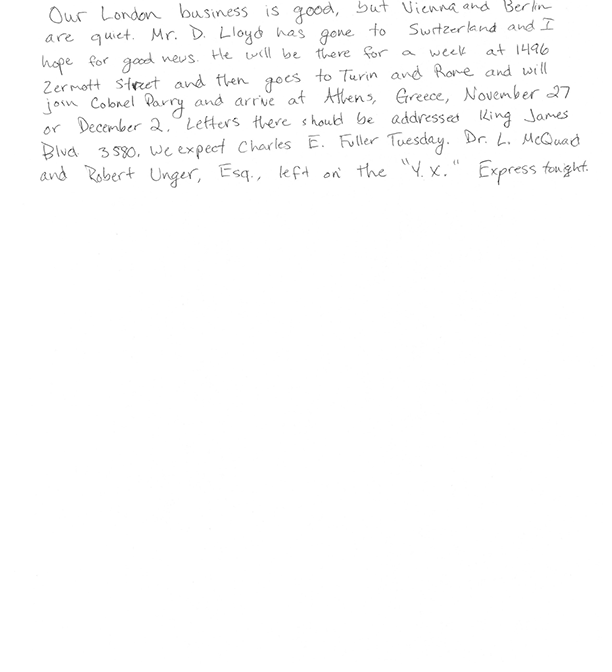 Our London business is good, but Vienna and Berlin
are quiet. Mr. D. Lloyd has gone to Switzerland and I
hope for good news. He will be there for a week at 1496
Zermott Street and then goes to Turin and Rome and will
join Colonel Parry and arrive at Athens, Greece, November 27
or December 2. Letters there should be addressed King James
Blvd. 3580. We expect Charles E. Fuller Tuesday. Dr. L. McQuad
and Robert Unger, Esq., left on the "Y.X." Express tonight.